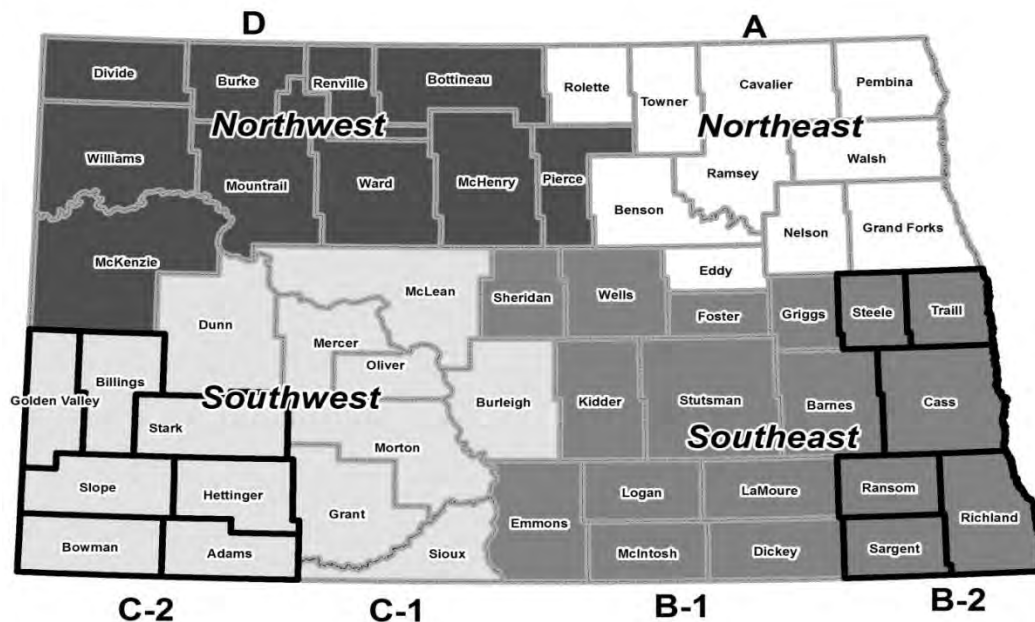 D
A
Divide
Burke
Renville
Bottineau
Rolette
Towner
Cavalier
Pembina
Northwest
Northeast
Williams
Mountrail
Ward
McHenry
Pierce
Benson
Ramsey
Walsh
Nelson
Grand Forks
McKenzie
McLean
Sheridan
Wells
Eddy
Foster
Griggs
Steele
Traill
Dunn
Mercer
Oliver
Golden Valley
Billings
Southwest
Burleigh
Kidder
Stutsman
Barnes
Cass
Stark
Morton
Southeast
Slope
Hettinger
Grant
Emmons
Logan
LaMoure
Ransom
Richland
Bowman
Adams
Sioux
McIntosh
Dickey
Sargent
C-2
C-1
B-1
B-2